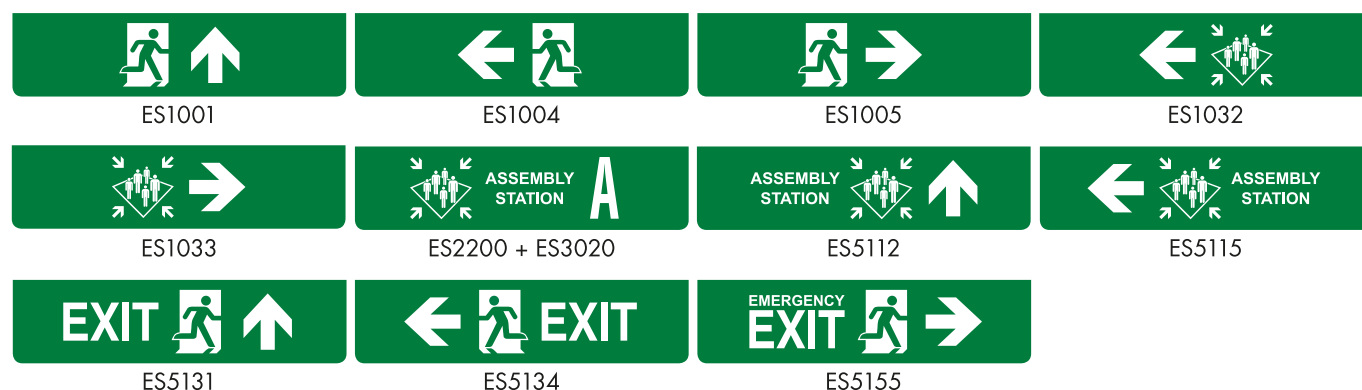 ES1001
ES1004
ES1005
ES1032
ASSEMBLY
STATION
A
ASSEMBLY
STATION
ASSEMBLY
STATION
ES1033
ES2200 + ES3020
ES5112
ES5115
EXIT
EXIT
EMERGENCY
EXIT
ES5131
ES5134
ES5155